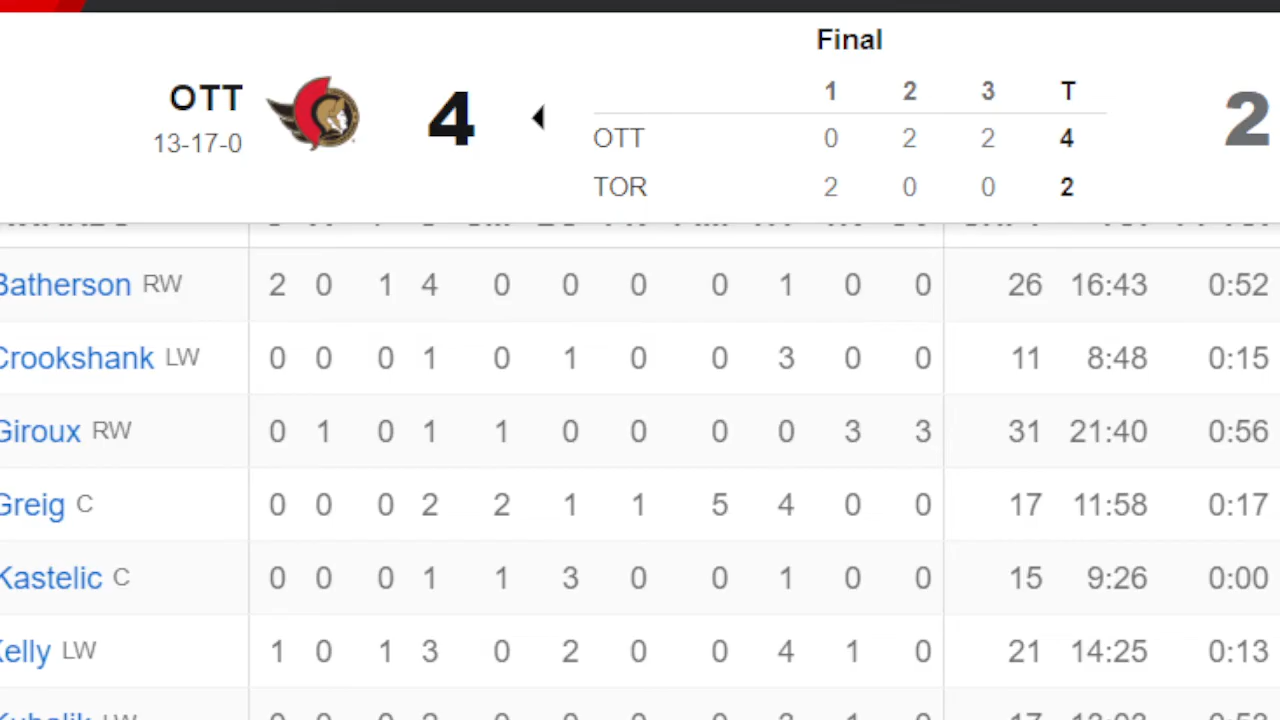 Final
OTT 4 1 2 3 T 2
13-17-0 OTT 0 2 2 4
TOR 2 0 0 2
Batherson RW 2 0 1 4 0 0 0 0 1 0 0 26 16:43 0:52
Crookshank LW 0 0 0 1 0 1 0 0 3 0 0 11 8:48 0:15
Giroux RW 0 1 0 1 1 0 0 0 0 3 3 31 21:40 0:56
Greig C 0 0 0 2 2 1 1 5 4 0 0 17 11:58 0:17
Kastelic C 0 0 0 1 1 3 0 0 1 0 0 15 9:26 0:00
Kelly LW 1 0 1 3 0 2 0 0 4 1 0 21 14:25 0:13